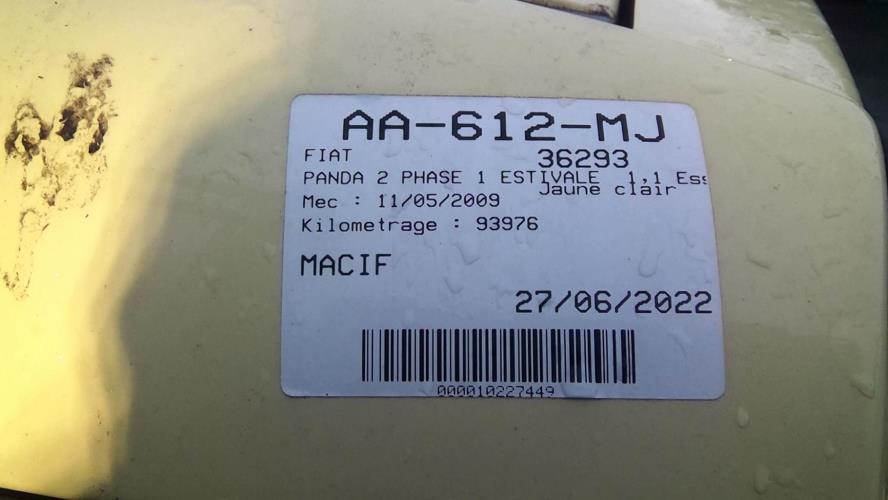 AA-612-MJ
FIAT 36293
PANDA 2 PHASE 1 ESTIVALE 1,1 Ess
Jaune clair
Mec : 11/05/2009
Kilometrage : 93976
MACIF
27/06/2022
000010227449